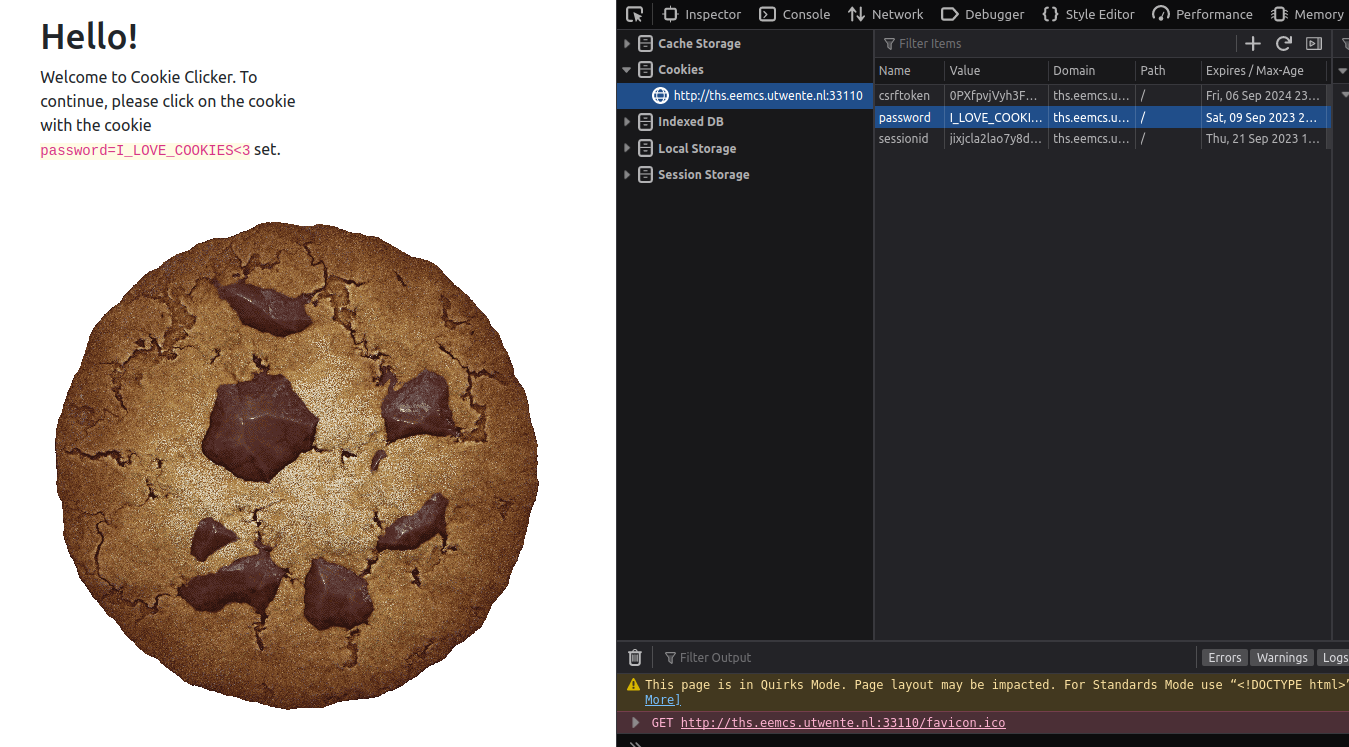 Hello!
Welcome to Cookie Clicker. To
continue, please click on the cookie
with the cookie
password=I_LOVE_COOKIES<3 set.
Inspector Console Network Debugger Style Editor Performance Memory
Cache Storage
Cookies
http://ths.eemcs.utwente.nl:33110
Indexed DB
Local Storage
Session Storage
Filter Items
Name Value Domain Path Expires / Max-Age
csrftoken 0PXfpvjVyh3F... ths.eemcs.u... / Fri, 06 Sep 2024 23...
password I_LOVE_COOKI... ths.eemcs.u... / Sat, 09 Sep 2023 2...
sessionid jixjcla2lao7y8d... ths.eemcs.u... / Thu, 21 Sep 2023 1...
Filter Output Errors Warnings Logs
This page is in Quirks Mode. Page layout may be impacted. For Standards Mode use “<!DOCTYPE html>”
More]
GET http://ths.eemcs.utwente.nl:33110/favicon.ico